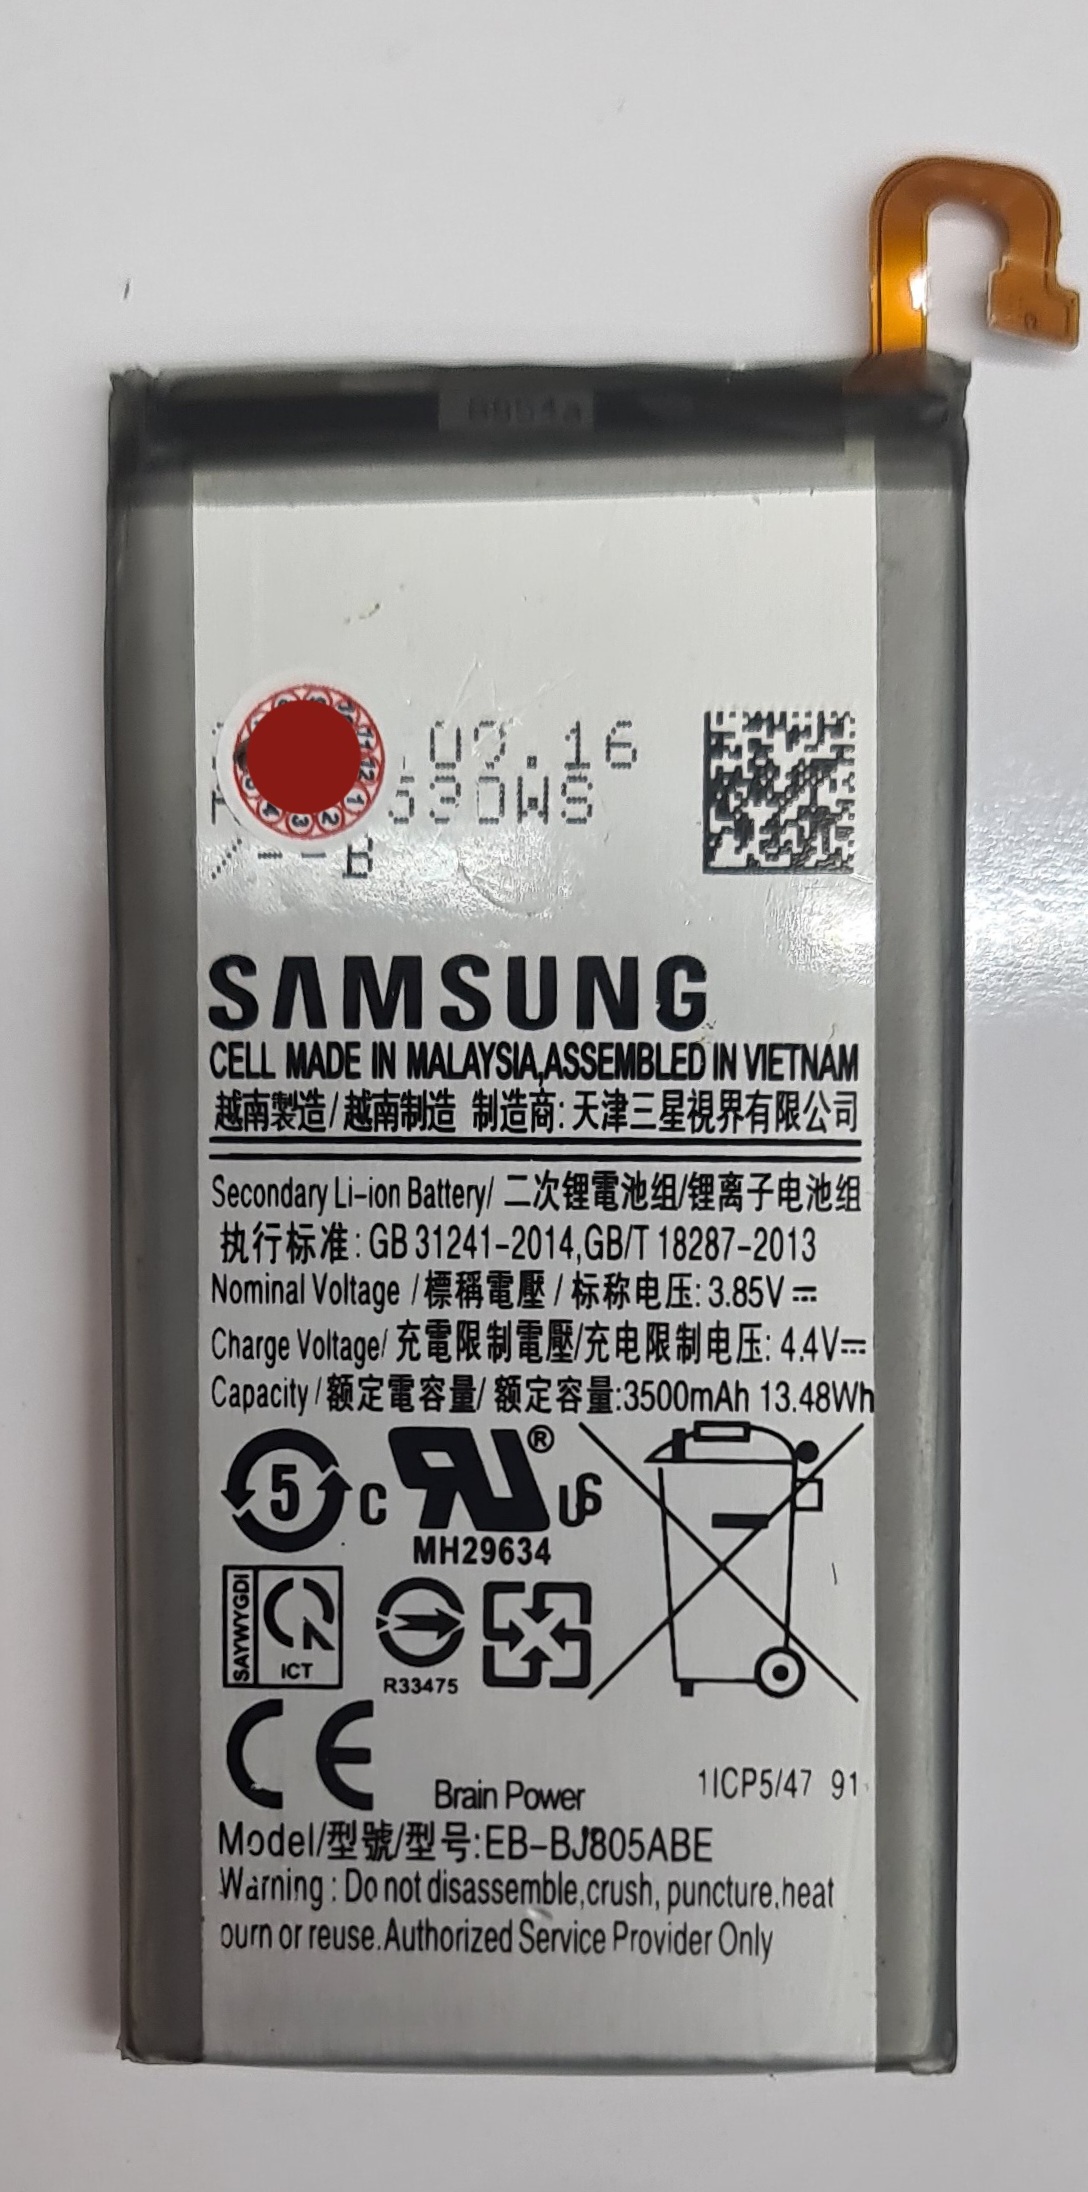 .07.16
/--B
SAMSUNG
CELL MADE IN MALAYSIA,ASSEMBLED IN VIETNAM
越南製造/越南制造 制造商:天津三星視界有限公司
Secondary Li-ion Battery/ 二次锂電池组/锂离子电池组
执行标准: GB 31241-2014,GB/T 18287-2013
Nominal Voltage /標稱電壓 / 标称电压: 3.85V
Charge Voltage/ 充電限制電壓/充电限制电压: 4.4V
Capacity /额定電容量/ 额定容量:3500mAh 13.48Wh
5 c UR ® US
MH29634
SAYWYGDI
ICT
R33475
CE
Brain Power
1ICP5/47 91
Model/型號/型号:EB-BJ805ABE
Warning : Do not disassemble,crush, puncture,heat
burn or reuse.Authorized Service Provider Only